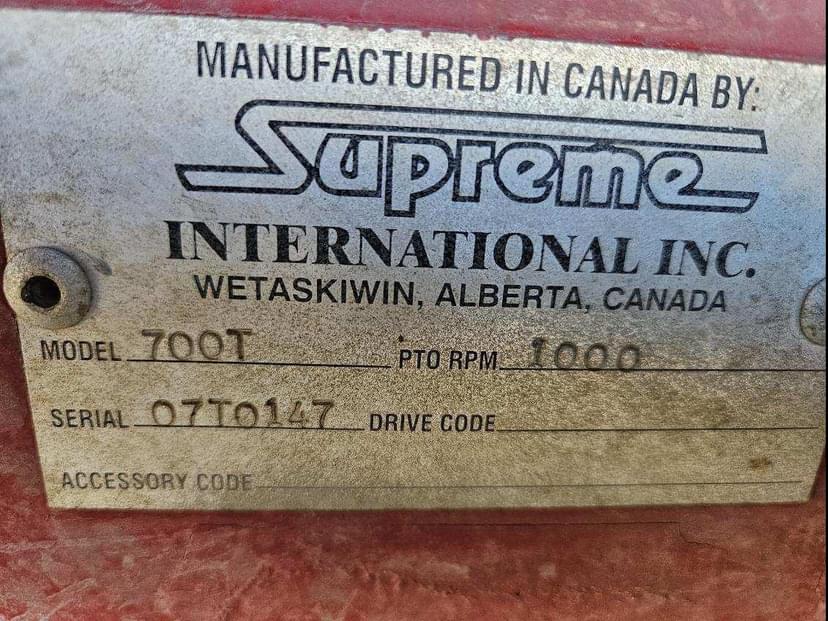 MANUFACTURED IN CANADA BY:
Supreme
INTERNATIONAL INC.
WETASKIWIN, ALBERTA, CANADA
MODEL 700T PTO RPM 1000
SERIAL 07T0147 DRIVE CODE
ACCESSORY CODE